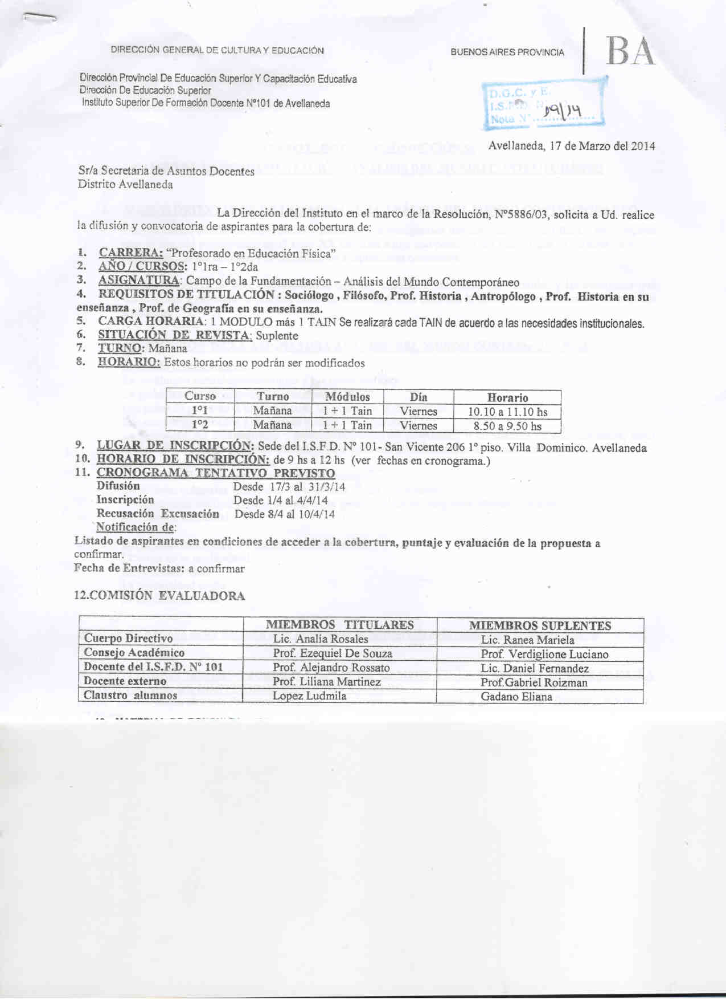 DIRECCIÓN GENERAL DE CULTURA Y EDUCACIÓN
BUENOS AIRES PROVINCIA
BA
Dirección Provincial De Educación Superior Y Capacitación Educativa
Dirección De Educación Superior
Instituto Superior De Formación Docente Nº101 de Avellaneda
D.G.C. y E.
I.S.F.D.
Nota Nº 09/14
Avellaneda, 17 de Marzo del 2014
Sr/a Secretaria de Asuntos Docentes
Distrito Avellaneda
La Dirección del Instituto en el marco de la Resolución, Nº5886/03, solicita a Ud. realice
la difusión y convocatoria de aspirantes para la cobertura de:
1. CARRERA: “Profesorado en Educación Física”
2. AÑO / CURSOS: 1º1ra – 1º2da
3. ASIGNATURA: Campo de la Fundamentación – Análisis del Mundo Contemporáneo
4. REQUISITOS DE TITULACIÓN : Sociólogo , Filósofo, Prof. Historia , Antropólogo , Prof. Historia en su
enseñanza , Prof. de Geografía en su enseñanza.
5. CARGA HORARIA: 1 MODULO más 1 TAIN Se realizará cada TAIN de acuerdo a las necesidades institucionales.
6. SITUACIÓN DE REVISTA: Suplente
7. TURNO: Mañana
8. HORARIO: Estos horarios no podrán ser modificados
Curso Turno Módulos Día Horario
1º1 Mañana 1 + 1 Tain Viernes 10.10 a 11.10 hs
1º2 Mañana 1 + 1 Tain Viernes 8.50 a 9.50 hs
9. LUGAR DE INSCRIPCIÓN: Sede del I.S.F.D. Nº 101- San Vicente 206 1º piso. Villa Dominico. Avellaneda
10. HORARIO DE INSCRIPCIÓN: de 9 hs a 12 hs (ver fechas en cronograma.)
11. CRONOGRAMA TENTATIVO PREVISTO
Difusión Desde 17/3 al 31/3/14
Inscripción Desde 1/4 al 4/4/14
Recusación Excusación Desde 8/4 al 10/4/14
Notificación de:
Listado de aspirantes en condiciones de acceder a la cobertura, puntaje y evaluación de la propuesta a
confirmar.
Fecha de Entrevistas: a confirmar
12.COMISIÓN EVALUADORA
MIEMBROS TITULARES MIEMBROS SUPLENTES
Cuerpo Directivo Lic. Analía Rosales Lic. Ranea Mariela
Consejo Académico Prof. Ezequiel De Souza Prof. Verdiglione Luciano
Docente del I.S.F.D. Nº 101 Prof. Alejandro Rossato Lic. Daniel Fernandez
Docente externo Prof. Liliana Martinez Prof.Gabriel Roizman
Claustro alumnos Lopez Ludmila Gadano Eliana